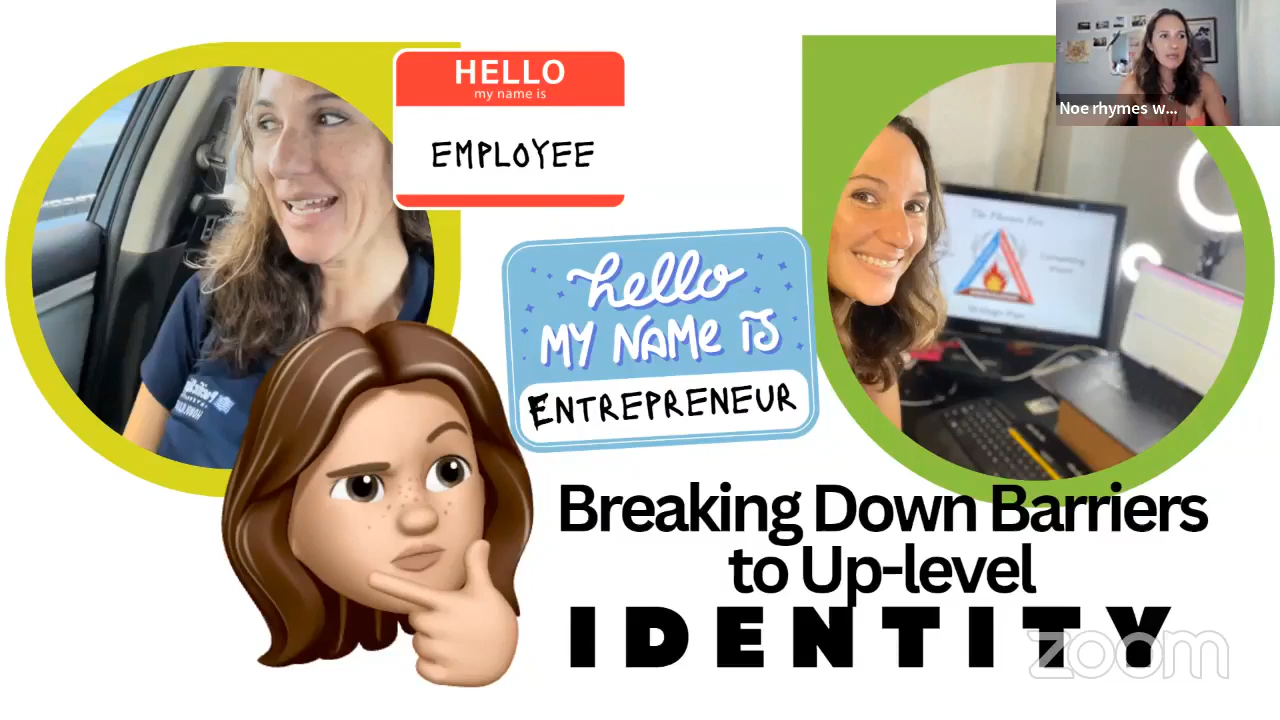 HELLO
my name is
EMPLOYEE
Noe rhymes w...
hello
MY NAMe iS
ENTREPRENEUR
Breaking Down Barriers
to Up-level
IDENTITY
zoom